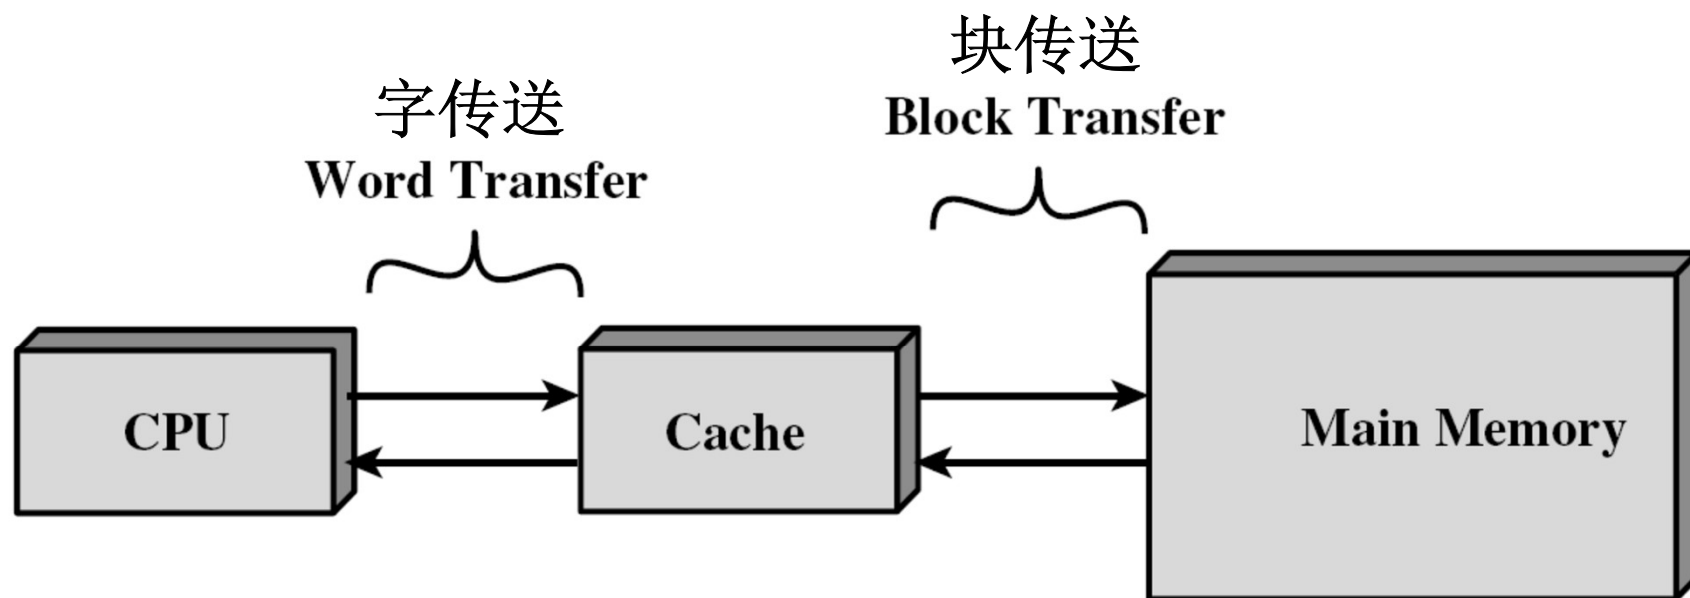 字传送
Word Transfer
块传送
Block Transfer
CPU
Cache
Main Memory